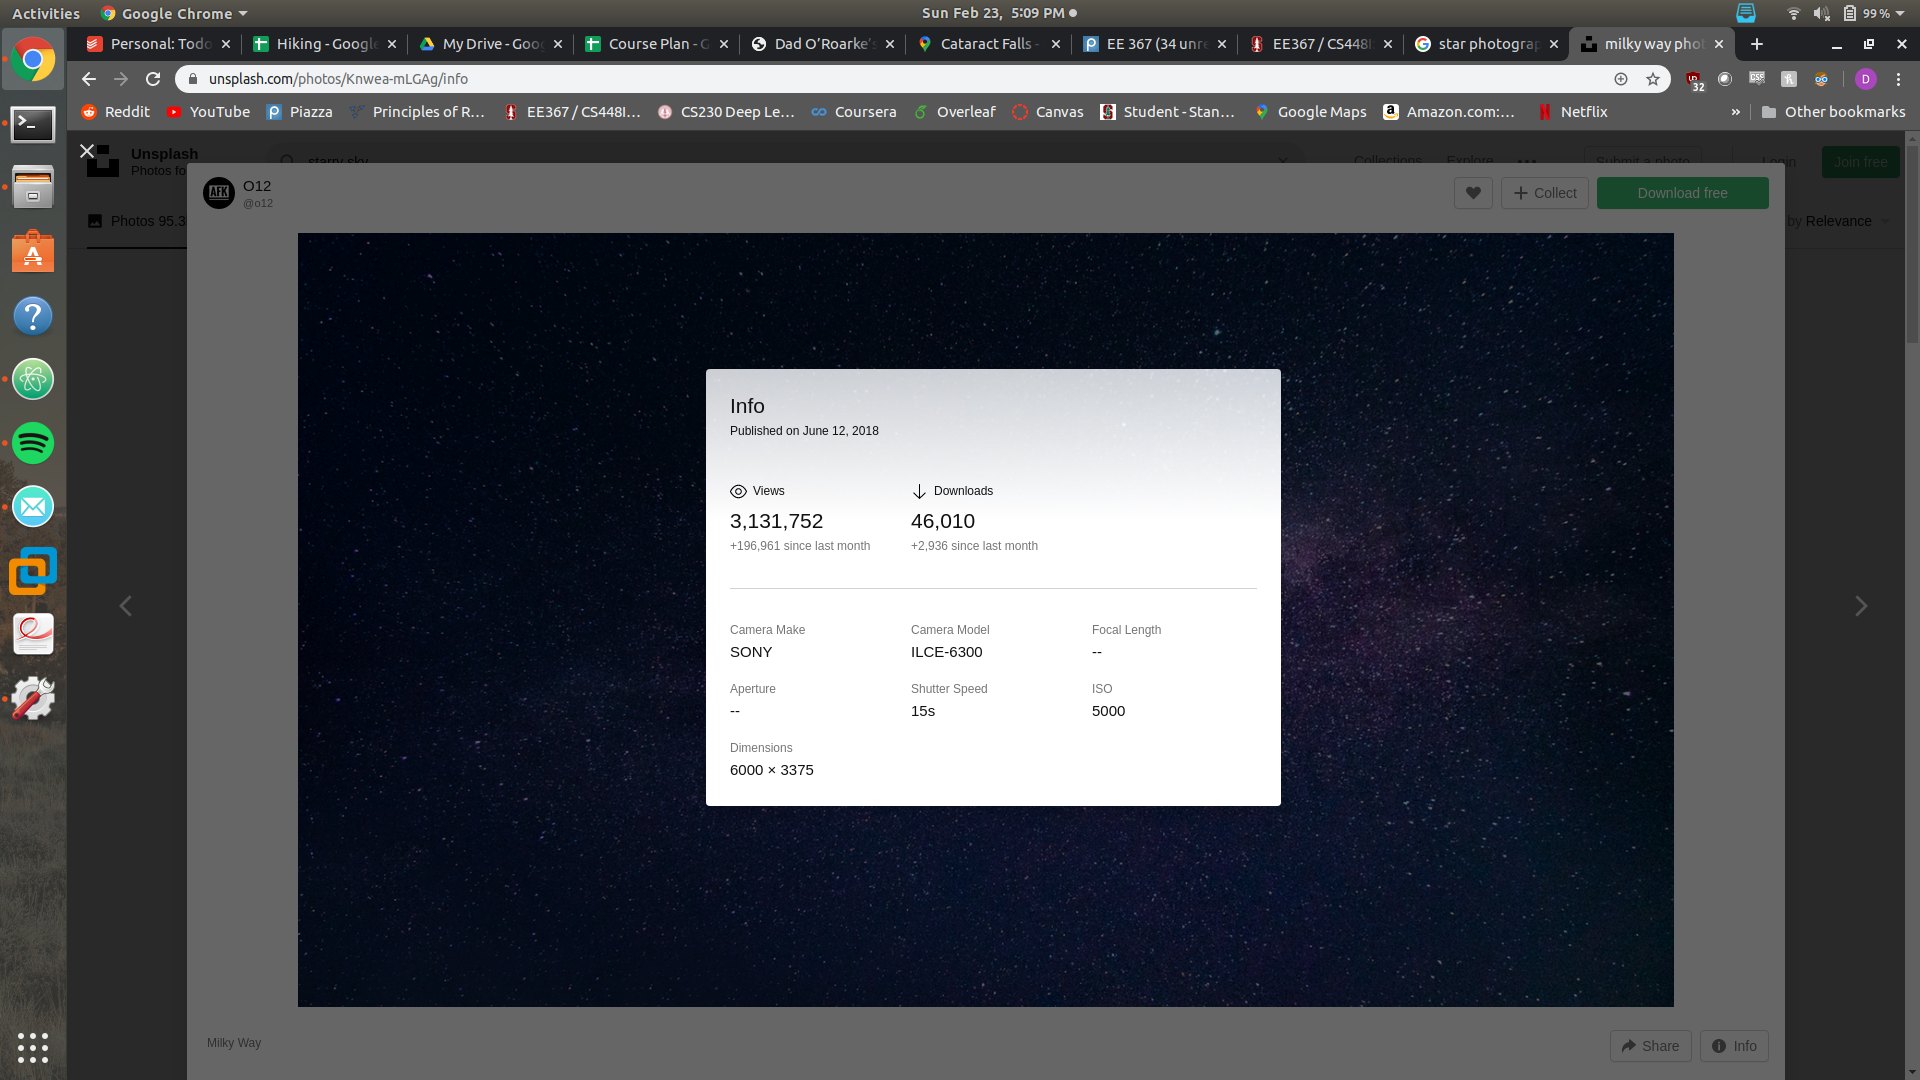 Activities Google Chrome Sun Feb 23, 5:09 PM 99 %
Personal: Todo Hiking - Google My Drive - Goog Course Plan - G Dad O'Roarke's Cataract Falls - EE 367 (34 unre EE367 / CS448I star photograp milky way phot
unsplash.com/photos/Knwea-mLGAg/info 32 D
Reddit YouTube Piazza Principles of R... EE367 / CS448I... CS230 Deep Le... Coursera Overleaf Canvas Student - Stan... Google Maps Amazon.com:... Netflix » Other bookmarks
Unsplash
Photos fo
starry sky Collections Explore Submit a photo Login Join free
AFK
O12
@o12
Collect Download free
Photos 95.3 by Relevance
Info
Published on June 12, 2018
Views Downloads
3,131,752 46,010
+196,961 since last month +2,936 since last month
Camera Make Camera Model Focal Length
SONY ILCE-6300 --
Aperture Shutter Speed ISO
-- 15s 5000
Dimensions
6000 × 3375
Milky Way Share Info